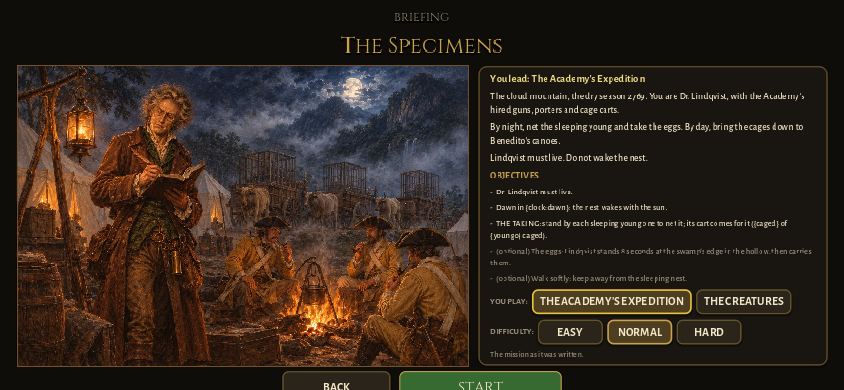 BRIEFING
THE SPECIMENS
You lead: The Academy's Expedition
The cloud mountain, the dry season 2769. You are Dr. Lindqvist, with the Academy's
hired guns, porters and cage carts.
By night, net the sleeping young and take the eggs. By day, bring the cages down to
Benedito's canoes.
Lindqvist must live. Do not wake the nest.
OBJECTIVES
- Dr. Lindqvist must live.
- Dawn in {clock:dawn}: the nest wakes with the sun.
- THE TAKING: stand by each sleeping young one to net it; its cart comes for it ({caged} of
{young0} caged).
- (optional) The eggs: Lindqvist stands 8 seconds at the swamp's edge in the hollow, then carries
them.
- (optional) Walk softly: keep away from the sleeping nest.
YOU PLAY: THE ACADEMY'S EXPEDITION THE CREATURES
DIFFICULTY: EASY NORMAL HARD
The mission as it was written.
BACK START